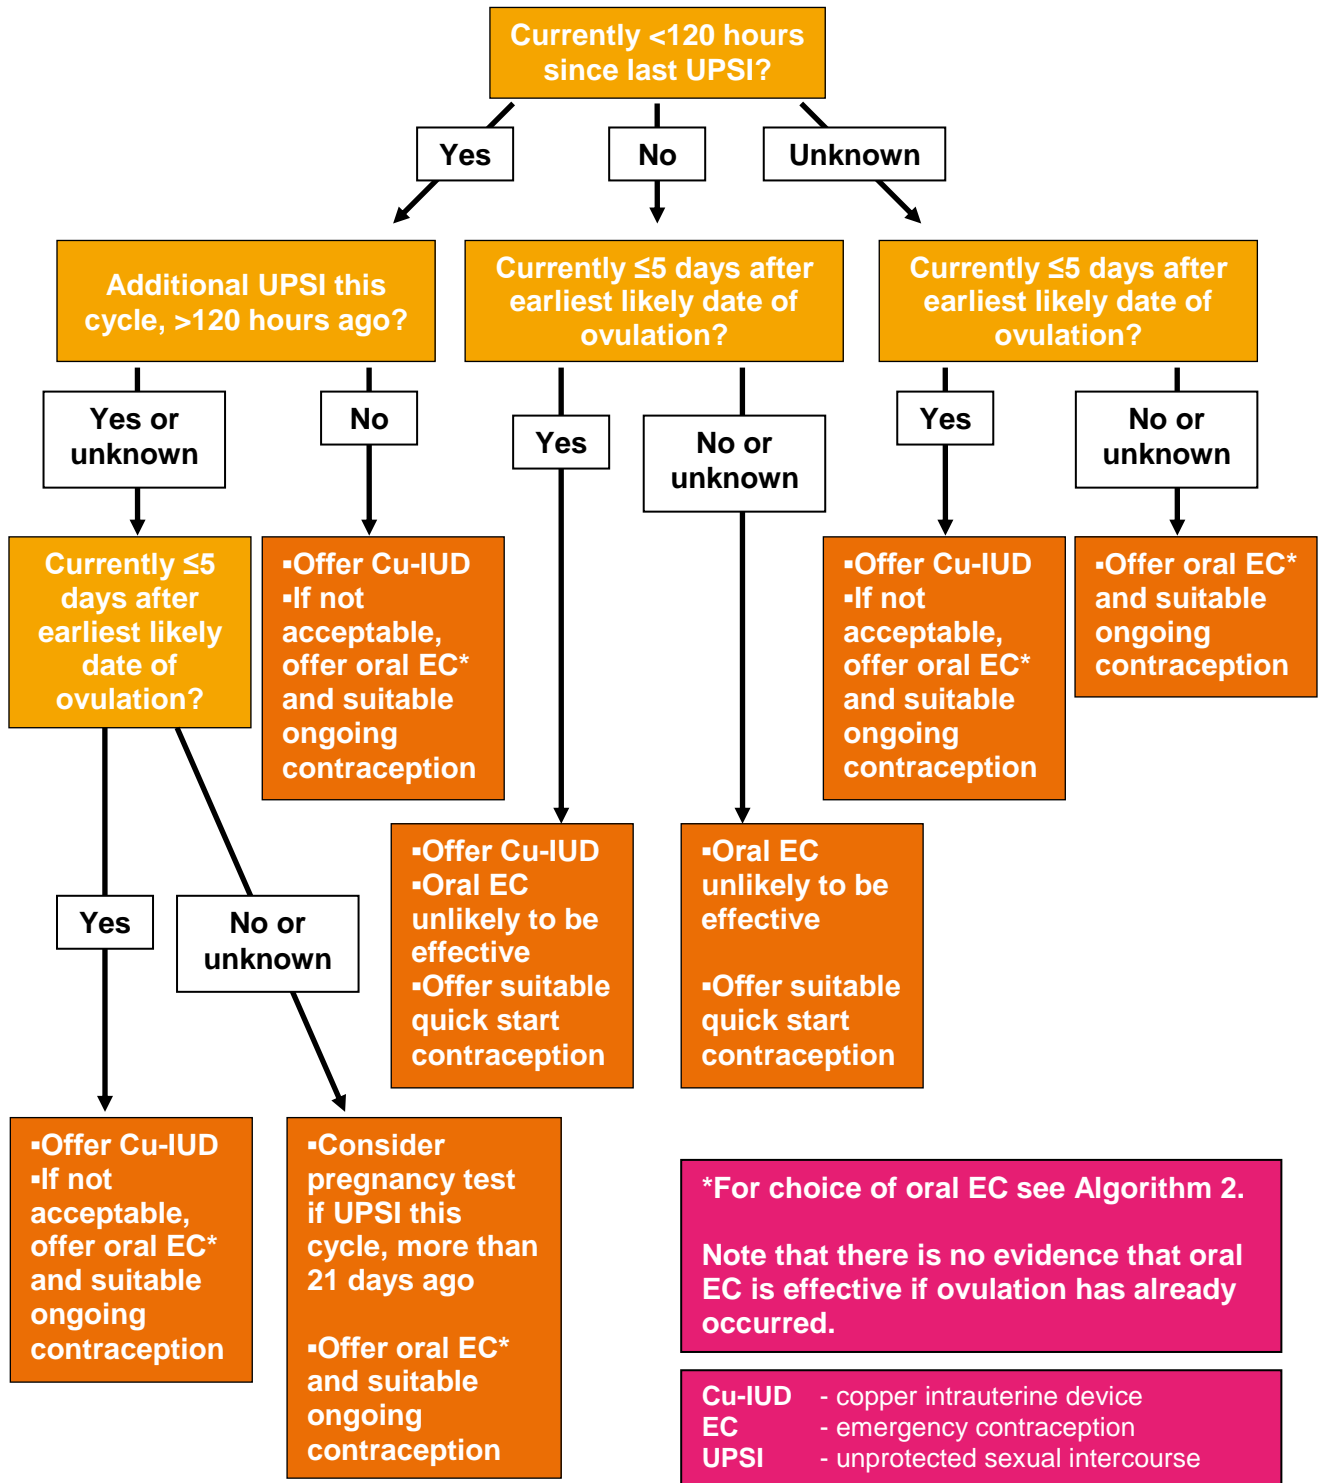 Currently <120 hours
since last UPSI?
Yes
No
Unknown
Additional UPSI this
cycle, >120 hours ago?
Currently ≤5 days after
earliest likely date of
ovulation?
Currently ≤5 days after
earliest likely date of
ovulation?
Yes or
unknown
No
Yes
No or
unknown
Yes
No or
unknown
Currently ≤5
days after
earliest likely
date of
ovulation?
▪Offer Cu-IUD
▪If not
acceptable,
offer oral EC*
and suitable
ongoing
contraception
▪Offer Cu-IUD
▪If not
acceptable,
offer oral EC*
and suitable
ongoing
contraception
▪Offer oral EC*
and suitable
ongoing
contraception
▪Offer Cu-IUD
▪Oral EC
unlikely to be
effective
▪Offer suitable
quick start
contraception
▪Oral EC
unlikely to be
effective
▪Offer suitable
quick start
contraception
Yes
No or
unknown
▪Offer Cu-IUD
▪If not
acceptable,
offer oral EC*
and suitable
ongoing
contraception
▪Consider
pregnancy test
if UPSI this
cycle, more than
21 days ago
▪Offer oral EC*
and suitable
ongoing
contraception
*For choice of oral EC see Algorithm 2.
Note that there is no evidence that oral
EC is effective if ovulation has already
occurred.
Cu-IUD - copper intrauterine device
EC - emergency contraception
UPSI - unprotected sexual intercourse